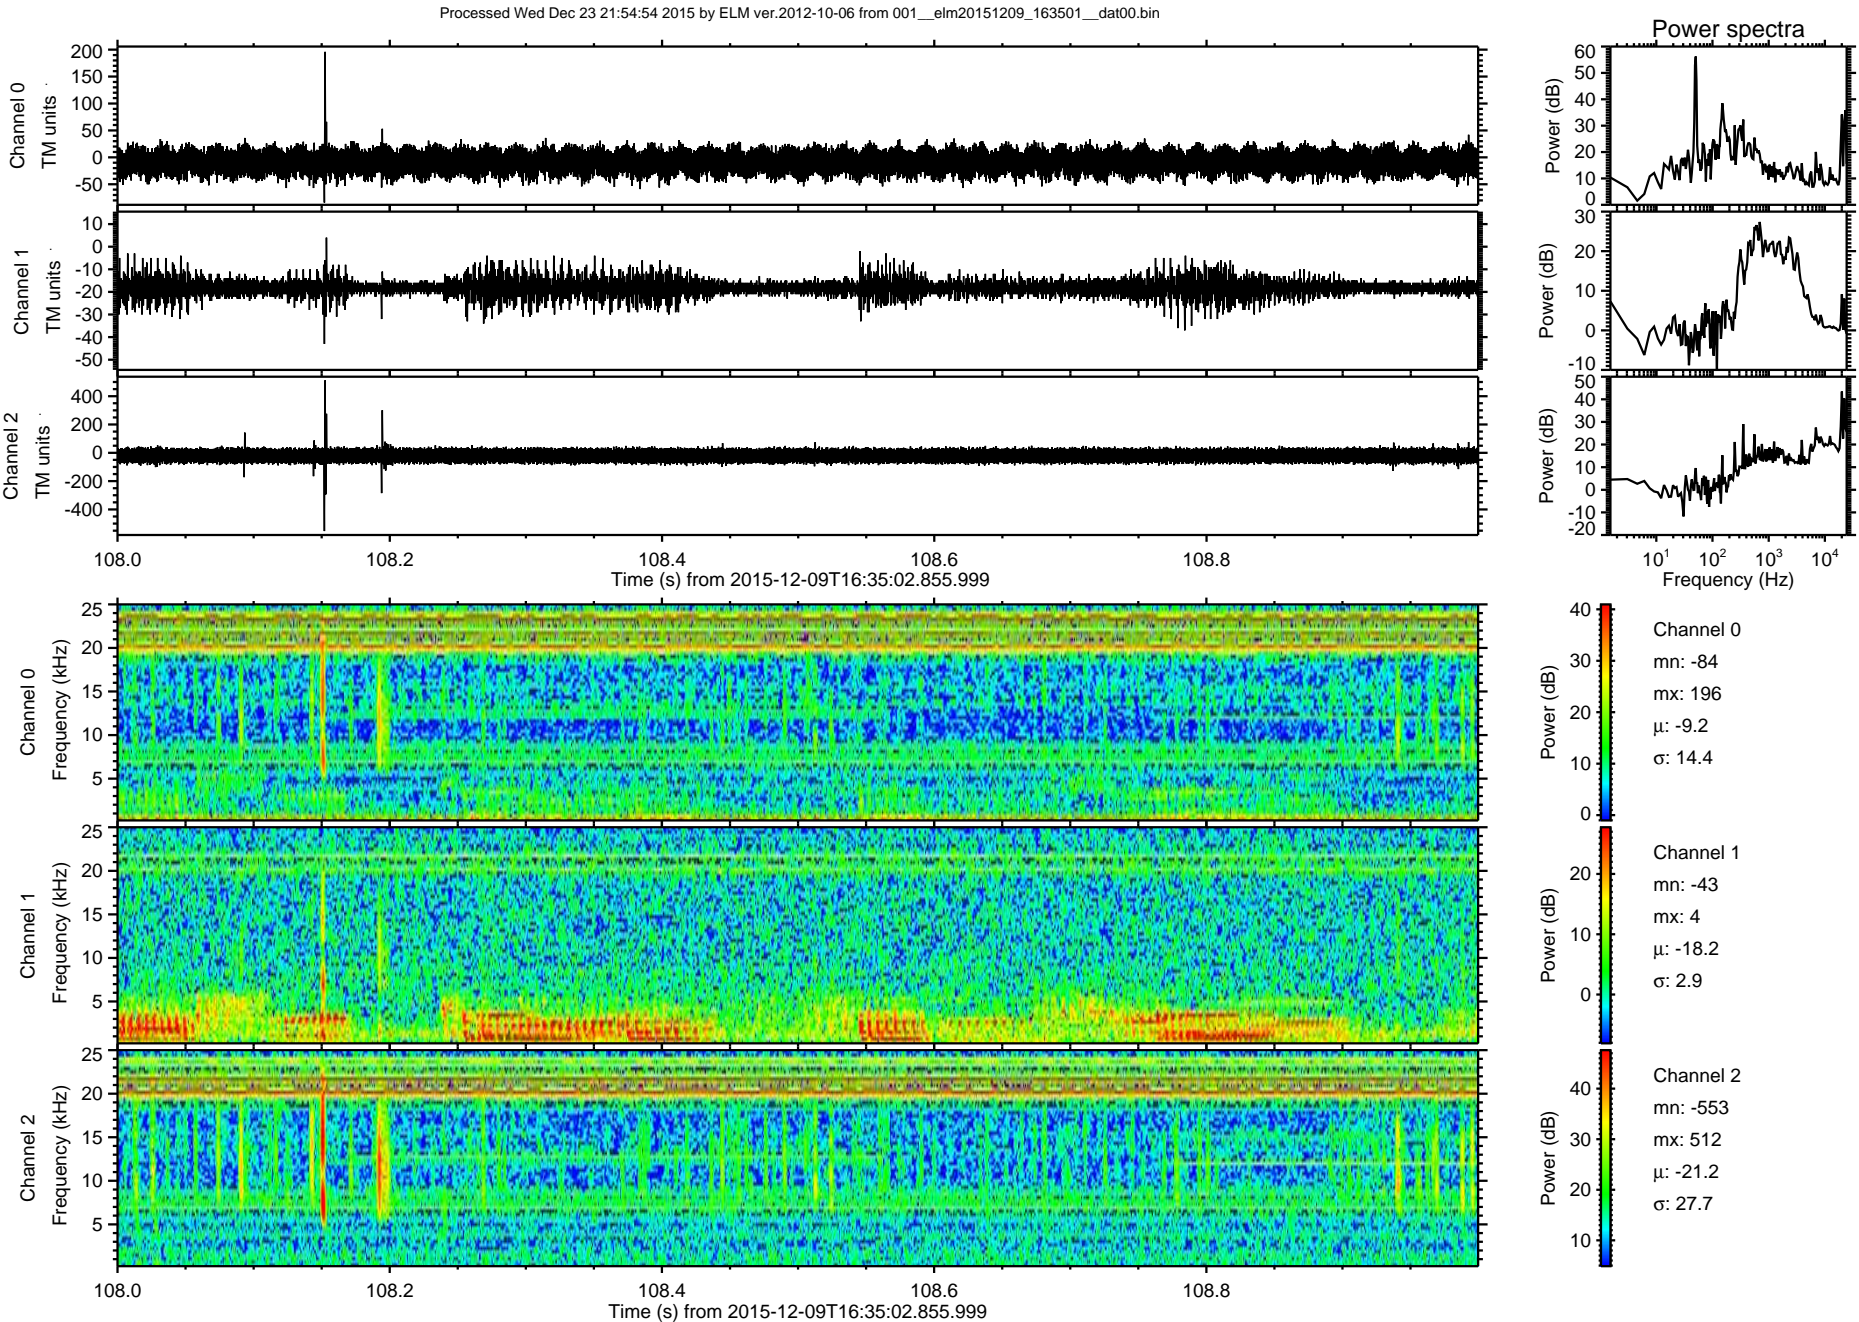 Processed Wed Dec 23 21:54:54 2015 by ELM ver.2012-10-06 from 001__elm20151209_163501__dat00.bin
Power spectra
Channel 0
TM units
200
150
100
50
0
-50
Power (dB)
60
50
40
30
20
10
0
Channel 1
TM units
10
0
-10
-20
-30
-40
-50
Power (dB)
30
20
10
0
-10
Channel 2
TM units
400
200
0
-200
-400
Power (dB)
50
40
30
20
10
0
-10
-20
108.0 108.2 108.4 108.6 108.8
Time (s) from 2015-12-09T16:35:02.855.999
10^1 10^2 10^3 10^4
Frequency (Hz)
Channel 0
Frequency (kHz)
25
20
15
10
5
Power (dB)
40
30
20
10
0
Channel 0
mn: -84
mx: 196
μ: -9.2
σ: 14.4
Channel 1
Frequency (kHz)
25
20
15
10
5
Power (dB)
20
10
0
Channel 1
mn: -43
mx: 4
μ: -18.2
σ: 2.9
Channel 2
Frequency (kHz)
25
20
15
10
5
Power (dB)
40
30
20
10
Channel 2
mn: -553
mx: 512
μ: -21.2
σ: 27.7
108.0 108.2 108.4 108.6 108.8
Time (s) from 2015-12-09T16:35:02.855.999